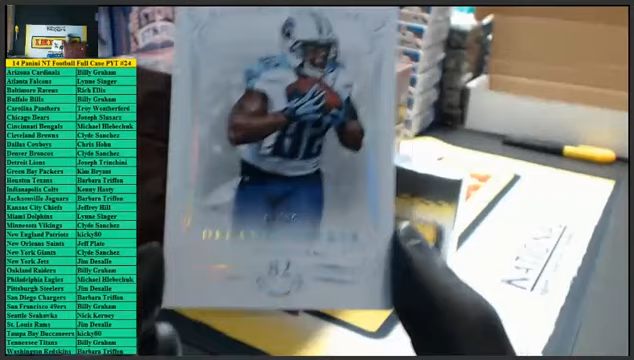 14 Panini NT Football Full Case PYT #24
Arizona Cardinals Billy Graham
Atlanta Falcons Lynne Singer
Baltimore Ravens Rich Ellis
Buffalo Bills Billy Graham
Carolina Panthers Troy Weatherford
Chicago Bears Joseph Slusarz
Cincinnati Bengals Michael Hlebechuk
Cleveland Browns Clyde Sanchez
Dallas Cowboys Chris Hohn
Denver Broncos Clyde Sanchez
Detroit Lions Joseph Trinchini
Green Bay Packers Kim Bryant
Houston Texans Barbara Triffon
Indianapolis Colts Kenny Hasty
Jacksonville Jaguars Barbara Triffon
Kansas City Chiefs Jeffrey Hill
Miami Dolphins Lynne Singer
Minnesota Vikings Clyde Sanchez
New England Patriots kicky80
New Orleans Saints Jeff Plate
New York Giants Clyde Sanchez
New York Jets Jim Desalle
Oakland Raiders Billy Graham
Philadelphia Eagles Michael Hlebechuk
Pittsburgh Steelers Jim Desalle
San Diego Chargers Barbara Triffon
San Francisco 49ers Billy Graham
Seattle Seahawks Nick Kerney
St. Louis Rams Jim Desalle
Tampa Bay Buccaneers kicky80
Tennessee Titans Billy Graham
Washington Redskins Barbara Triffon
82
NATIONAL